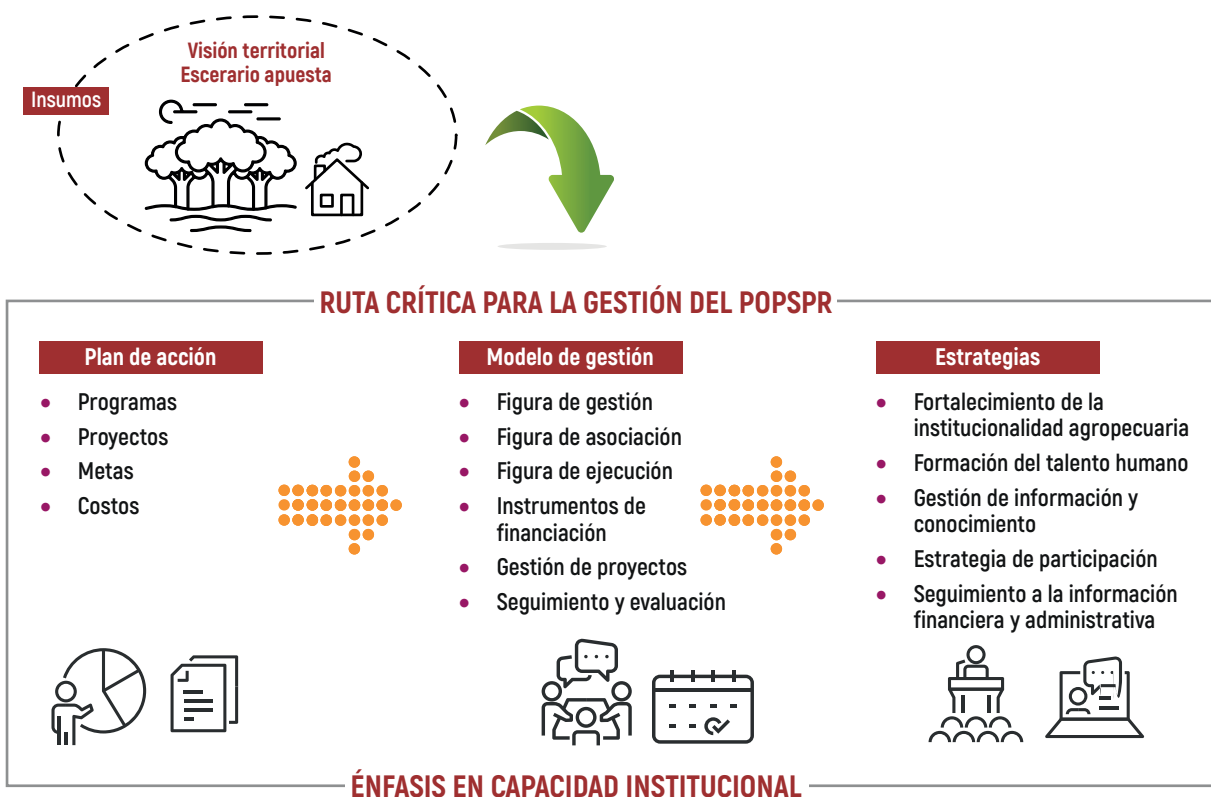 Visión territorial
Escerario apuesta
Insumos
RUTA CRÍTICA PARA LA GESTIÓN DEL POPSPR
Plan de acción
• Programas
• Proyectos
• Metas
• Costos
Modelo de gestión
• Figura de gestión
• Figura de asociación
• Figura de ejecución
• Instrumentos de
financiación
• Gestión de proyectos
• Seguimiento y evaluación
Estrategias
• Fortalecimiento de la
institucionalidad agropecuaria
• Formación del talento humano
• Gestión de información y
conocimiento
• Estrategia de participación
• Seguimiento a la información
financiera y administrativa
ÉNFASIS EN CAPACIDAD INSTITUCIONAL